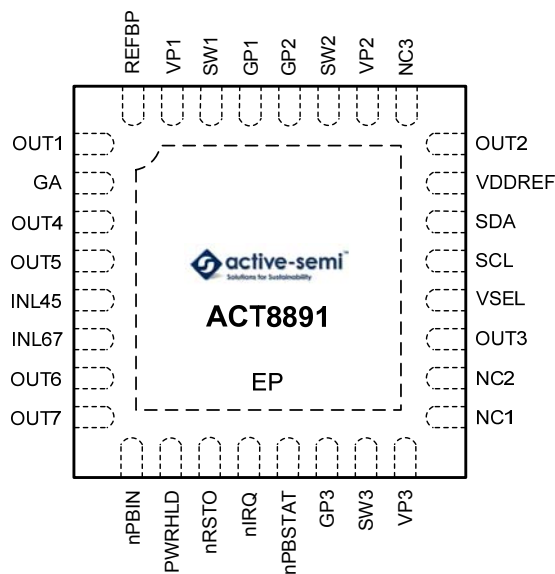 REFBP
VP1
SW1
GP1
GP2
SW2
VP2
NC3
OUT1
GA
OUT4
OUT5
INL45
INL67
OUT6
OUT7
active-semi™
Solutions for Sustainability
ACT8891
EP
OUT2
VDDREF
SDA
SCL
VSEL
OUT3
NC2
NC1
nPBIN
PWRHLD
nRSTO
nIRQ
nPBSTAT
GP3
SW3
VP3